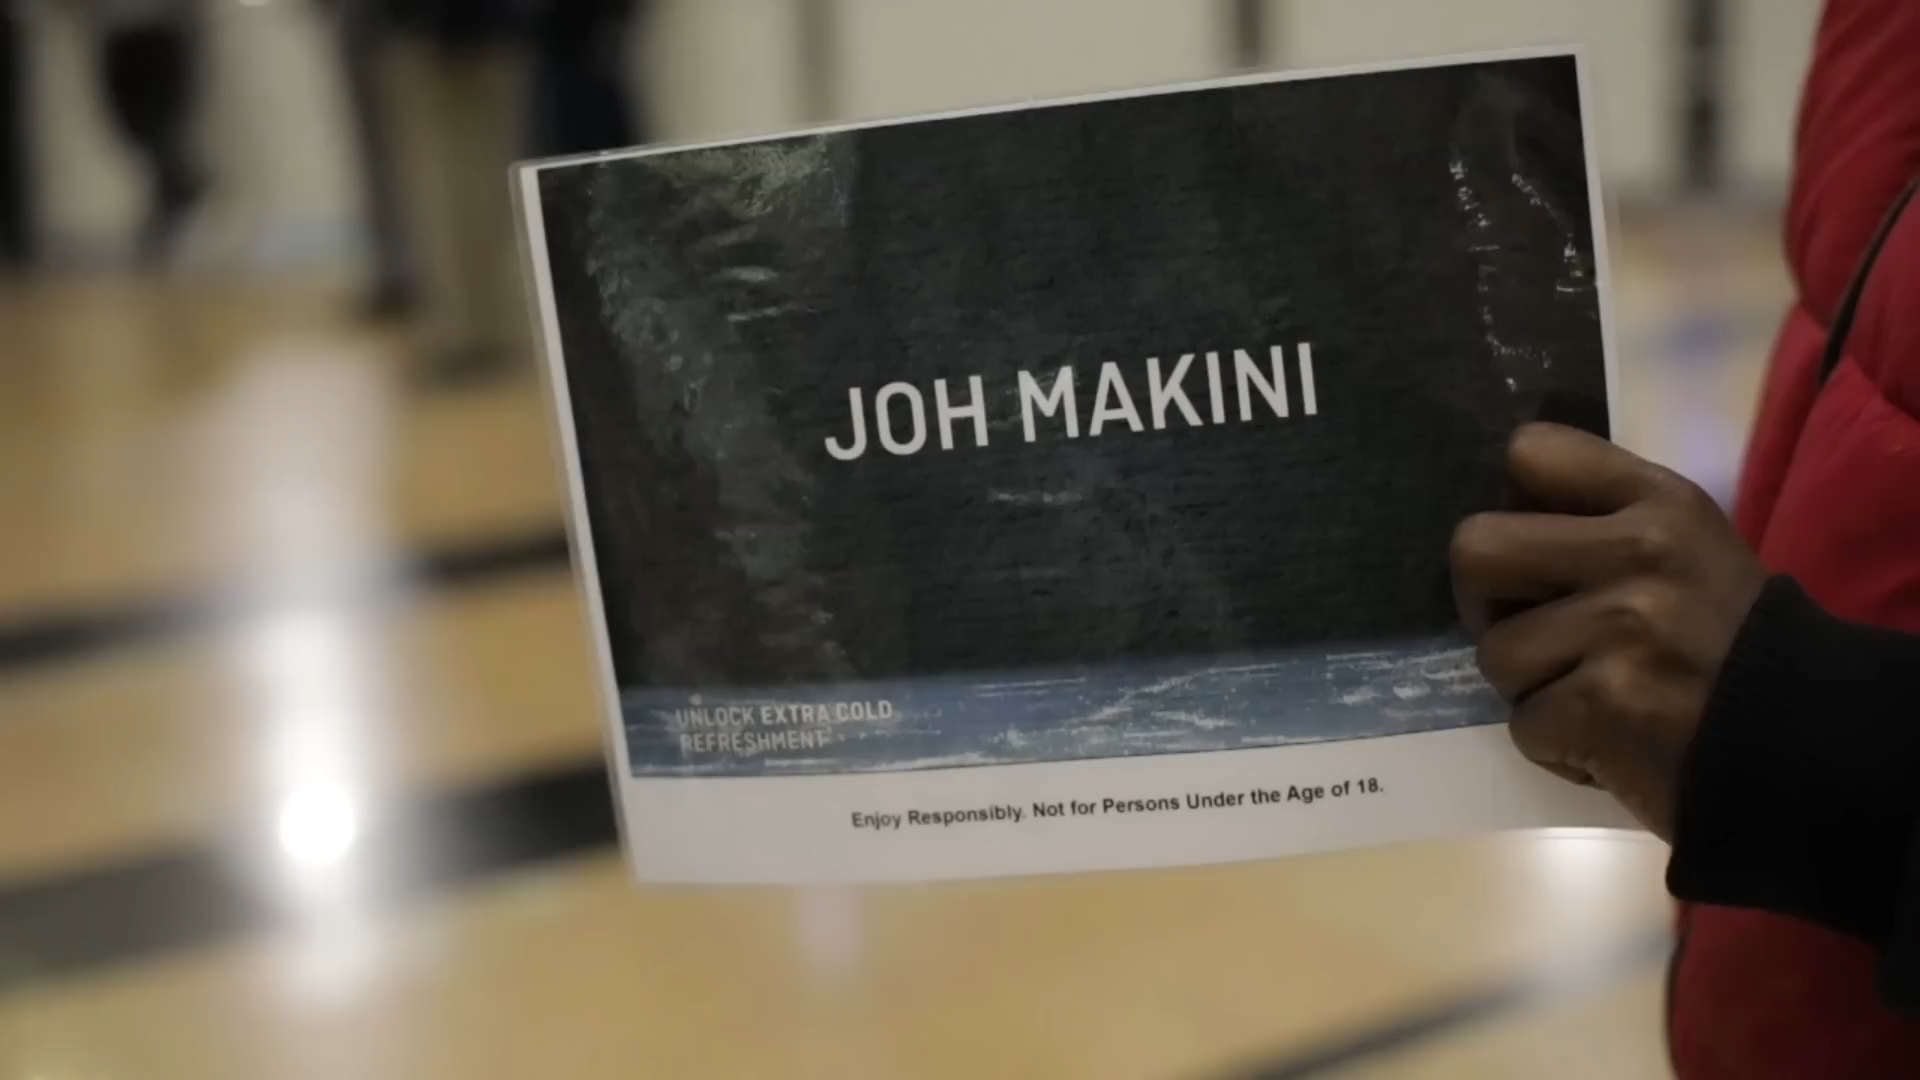 JOH MAKINI
UNLOCK EXTRA COLD
REFRESHMENT
Enjoy Responsibly. Not for Persons Under the Age of 18.